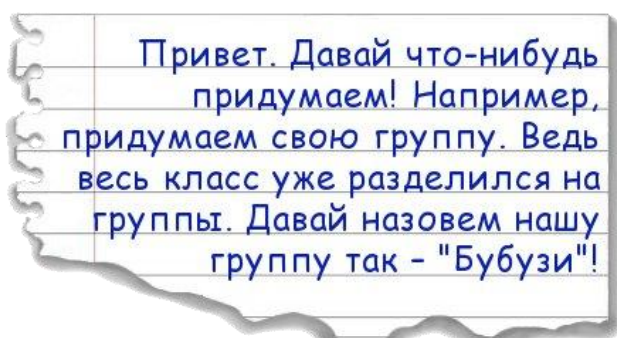 Привет. Давай что-нибудь
придумаем! Например,
придумаем свою группу. Ведь
весь класс уже разделился на
группы. Давай назовем нашу
группу так - "Бубузи"!